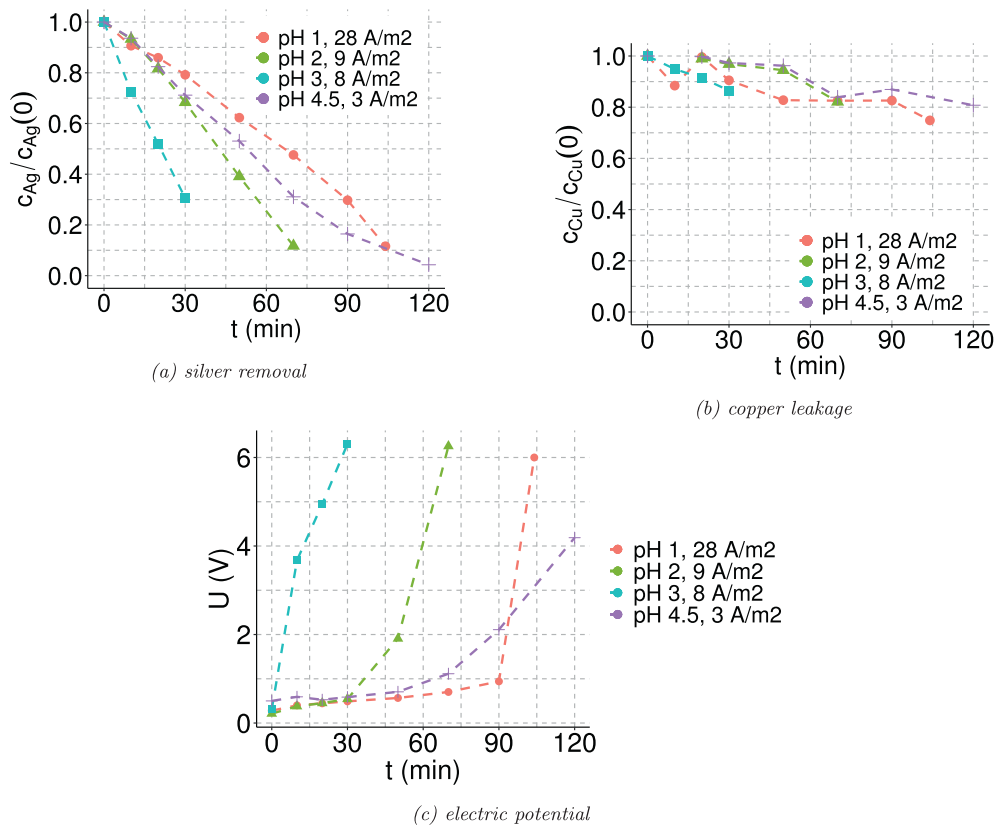 1.0
0.8
0.6
0.4
0.2
0.0
cAg/cAg(0)
pH 1, 28 A/m2
pH 2, 9 A/m2
pH 3, 8 A/m2
pH 4.5, 3 A/m2
0 30 60 90 120
t (min)
(a) silver removal
1.0
0.8
0.6
0.4
0.2
0.0
cCu/cCu(0)
pH 1, 28 A/m2
pH 2, 9 A/m2
pH 3, 8 A/m2
pH 4.5, 3 A/m2
0 30 60 90 120
t (min)
(b) copper leakage
6
4
2
0
U (V)
0 30 60 90 120
t (min)
pH 1, 28 A/m2
pH 2, 9 A/m2
pH 3, 8 A/m2
pH 4.5, 3 A/m2
(c) electric potential